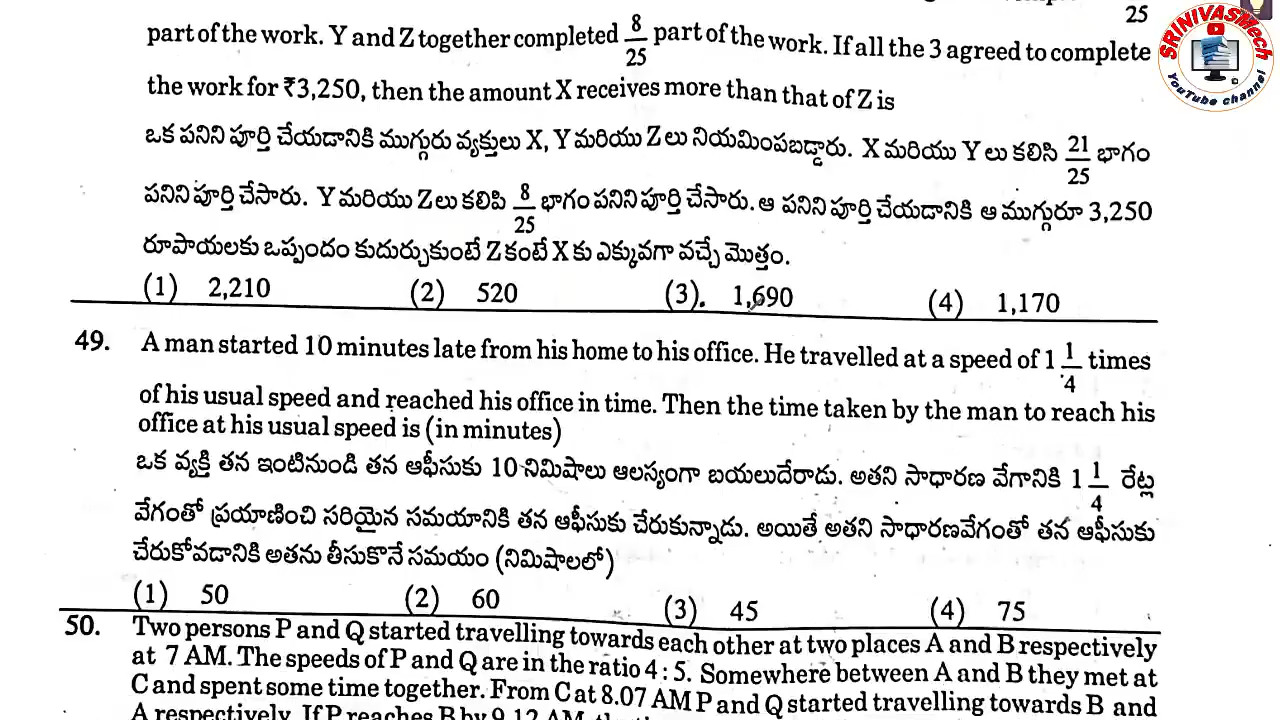 25
part of the work. Y and Z together completed 8/25 part of the work. If all the 3 agreed to complete
the work for ₹3,250, then the amount X receives more than that of Z is
ఒక పనిని పూర్తి చేయడానికి ముగ్గురు వ్యక్తులు X, Y మరియు Z లు నియమింపబడ్డారు. X మరియు Y లు కలిసి 21/25 భాగం
పనిని పూర్తి చేసారు. Y మరియు Z లు కలిపి 8/25 భాగం పనిని పూర్తి చేసారు. ఆ పనిని పూర్తి చేయడానికి ఆ ముగ్గురూ 3,250
రూపాయలకు ఒప్పందం కుదుర్చుకుంటే Z కంటే X కు ఎక్కువగా వచ్చే మొత్తం.
(1) 2,210 (2) 520 (3). 1,690 (4) 1,170
49. A man started 10 minutes late from his home to his office. He travelled at a speed of 1 1/4 times
of his usual speed and reached his office in time. Then the time taken by the man to reach his
office at his usual speed is (in minutes)
ఒక వ్యక్తి తన ఇంటినుండి తన ఆఫీసుకు 10 నిమిషాలు ఆలస్యంగా బయలుదేరాడు. అతని సాధారణ వేగానికి 1 1/4 రేట్ల
వేగంతో ప్రయాణించి సరియైన సమయానికి తన ఆఫీసుకు చేరుకున్నాడు. అయితే అతని సాధారణవేగంతో తన ఆఫీసుకు
చేరుకోవడానికి అతను తీసుకొనే సమయం (నిమిషాలలో)
(1) 50 (2) 60 (3) 45 (4) 75
50. Two persons P and Q started travelling towards each other at two places A and B respectively
at 7 AM. The speeds of P and Q are in the ratio 4 : 5. Somewhere between A and B they met at
C and spent some time together. From C at 8.07 AM P and Q started travelling towards B and
A respectively. If P reaches B by 9.12 AM,
SRINIVASMech
YouTube channel